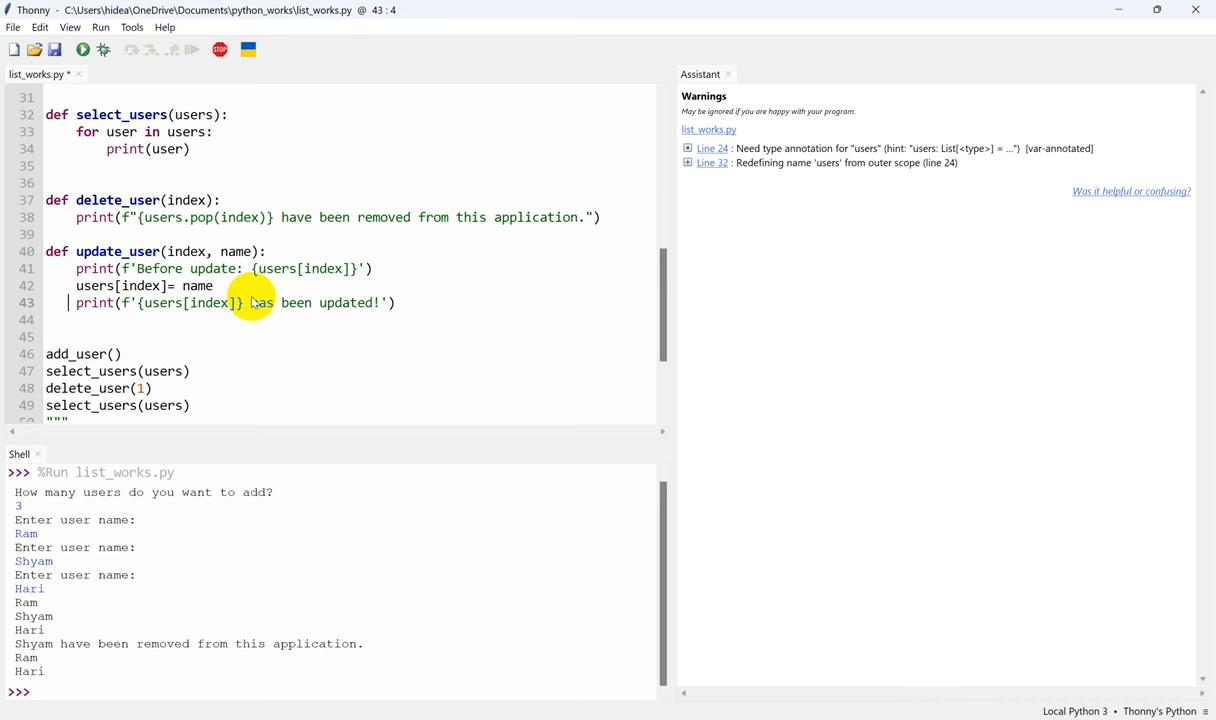 Thonny - C:\Users\hidea\OneDrive\Documents\python_works\list_works.py @ 43 : 4
File Edit View Run Tools Help
STOP
list_works.py * ×
31
32 def select_users(users):
33     for user in users:
34         print(user)
35
36
37 def delete_user(index):
38     print(f"{users.pop(index)} have been removed from this application.")
39
40 def update_user(index, name):
41     print(f'Before update: {users[index]}')
42     users[index]= name
43     print(f'{users[index]} has been updated!')
44
45
46 add_user()
47 select_users(users)
48 delete_user(1)
49 select_users(users)
50 """
Shell ×
>>> %Run list_works.py
How many users do you want to add?
3
Enter user name:
Ram
Enter user name:
Shyam
Enter user name:
Hari
Ram
Shyam
Hari
Shyam have been removed from this application.
Ram
Hari
>>>
Assistant ×
Warnings
May be ignored if you are happy with your program.
list_works.py
Line 24 : Need type annotation for "users" (hint: "users: List[<type>] = ...") [var-annotated]
Line 32 : Redefining name 'users' from outer scope (line 24)
Was it helpful or confusing?
Local Python 3 • Thonny's Python ≡